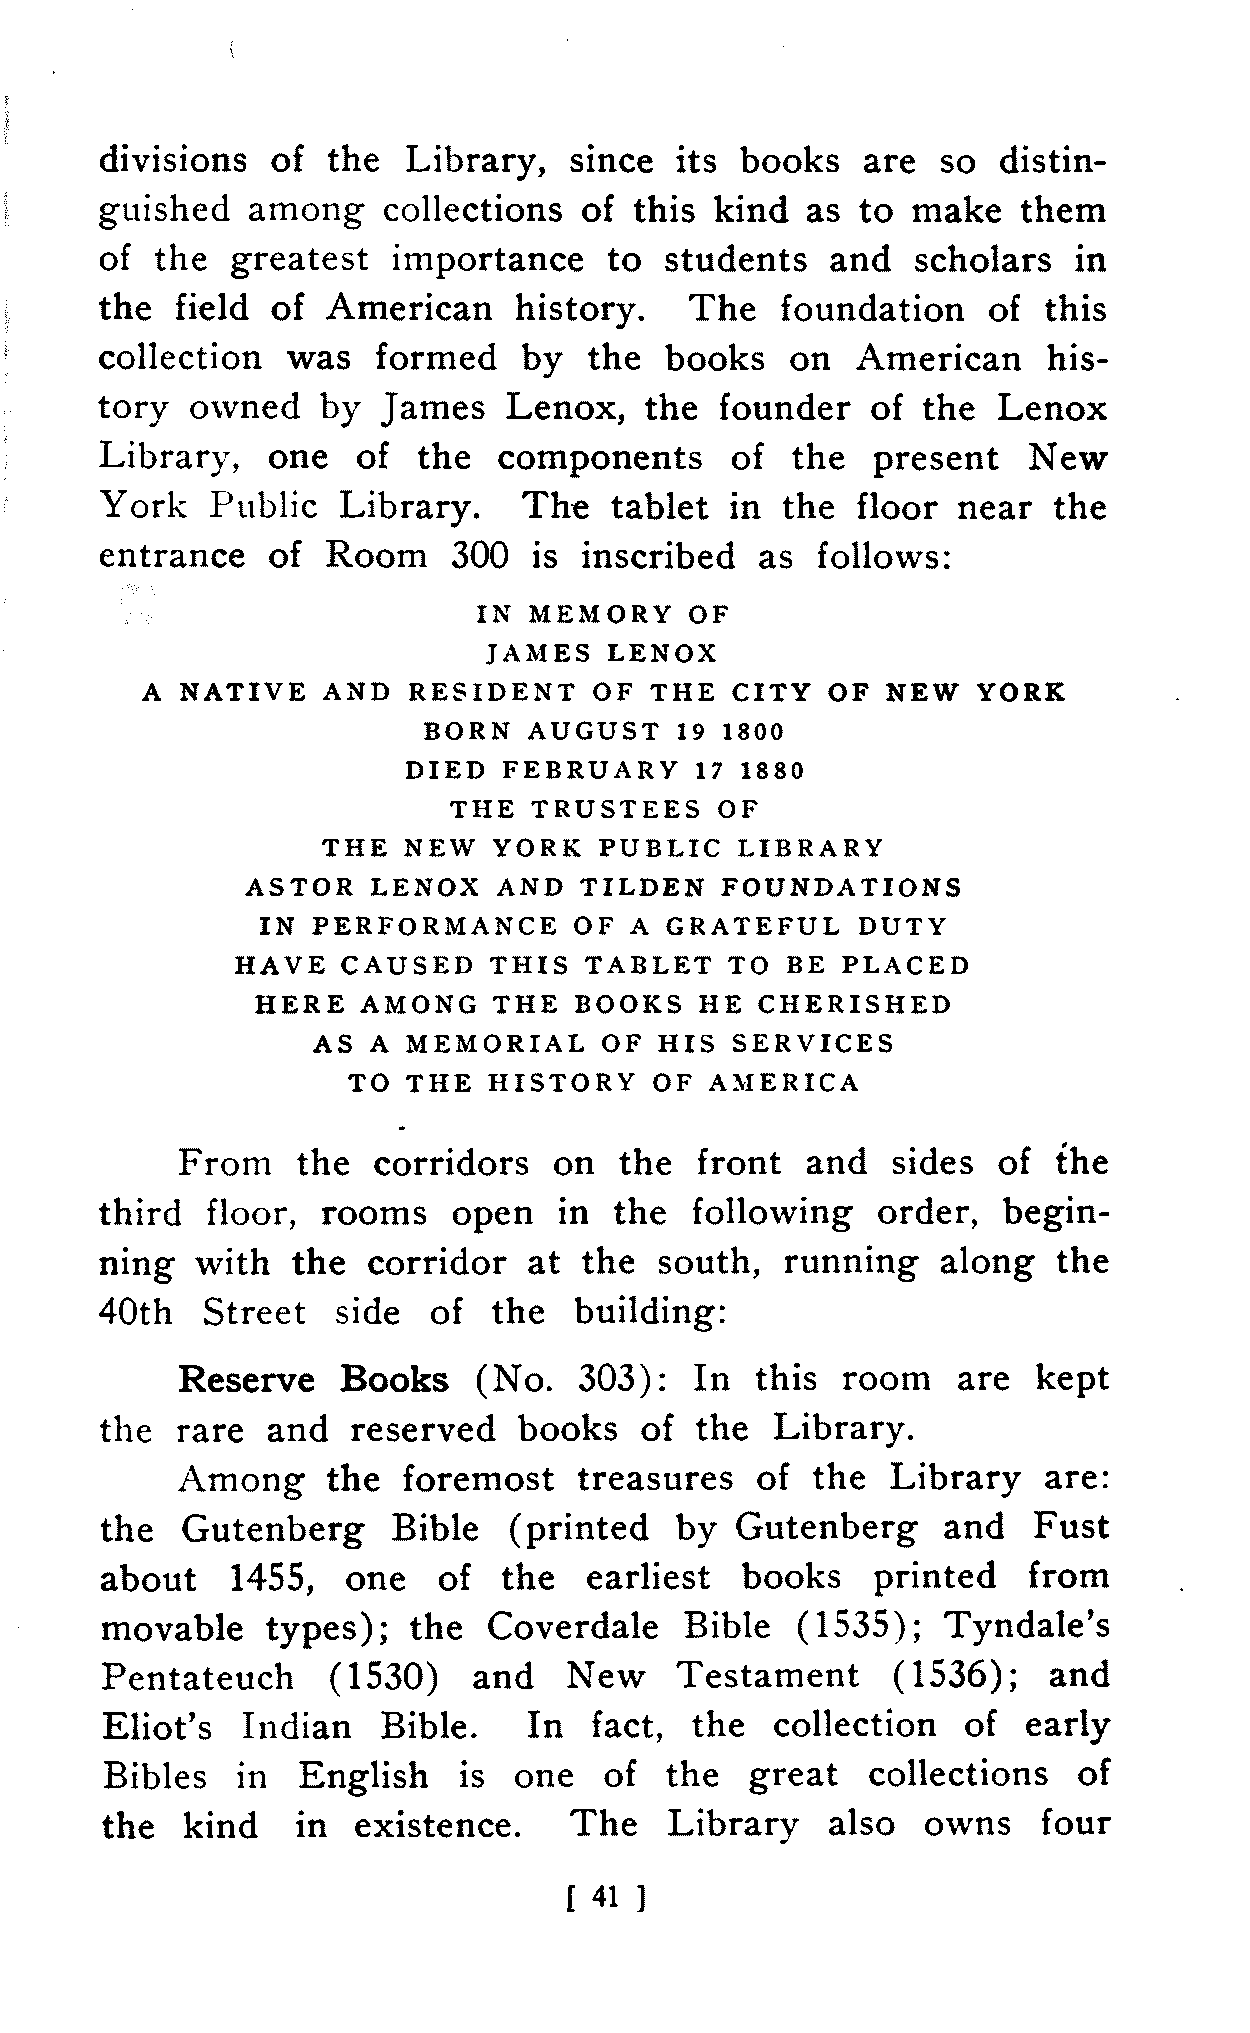 divisions of the Library, since its books are so distin-
guished among collections of this kind as to make them
of the greatest importance to students and scholars in
the field of American history. The foundation of this
collection was formed by the books on American his-
tory owned by James Lenox, the founder of the Lenox
Library, one of the components of the present New
York Public Library. The tablet in the floor near the
entrance of Room 300 is inscribed as follows:
IN MEMORY OF
JAMES LENOX
A NATIVE AND RESIDENT OF THE CITY OF NEW YORK
BORN AUGUST 19 1800
DIED FEBRUARY 17 1880
THE TRUSTEES OF
THE NEW YORK PUBLIC LIBRARY
ASTOR LENOX AND TILDEN FOUNDATIONS
IN PERFORMANCE OF A GRATEFUL DUTY
HAVE CAUSED THIS TABLET TO BE PLACED
HERE AMONG THE BOOKS HE CHERISHED
AS A MEMORIAL OF HIS SERVICES
TO THE HISTORY OF AMERICA
From the corridors on the front and sides of the
third floor, rooms open in the following order, begin-
ning with the corridor at the south, running along the
40th Street side of the building:
Reserve Books (No. 303): In this room are kept
the rare and reserved books of the Library.
Among the foremost treasures of the Library are:
the Gutenberg Bible (printed by Gutenberg and Fust
about 1455, one of the earliest books printed from
movable types); the Coverdale Bible (1535); Tyndale's
Pentateuch (1530) and New Testament (1536); and
Eliot's Indian Bible. In fact, the collection of early
Bibles in English is one of the great collections of
the kind in existence. The Library also owns four
[ 41 ]